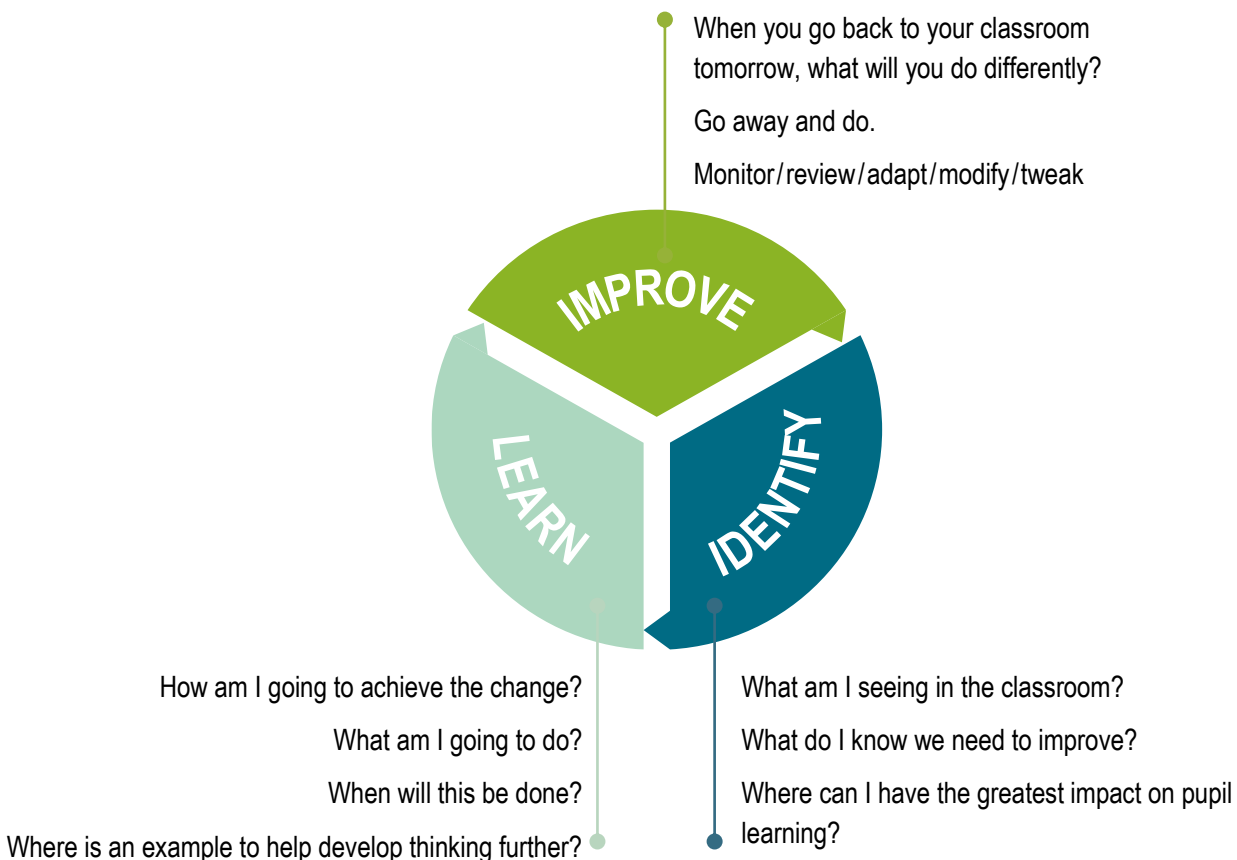 When you go back to your classroom
tomorrow, what will you do differently?
Go away and do.
Monitor/review/adapt/modify/tweak
IMPROVE
LEARN
IDENTIFY
How am I going to achieve the change?
What am I going to do?
When will this be done?
Where is an example to help develop thinking further?
What am I seeing in the classroom?
What do I know we need to improve?
Where can I have the greatest impact on pupil
learning?